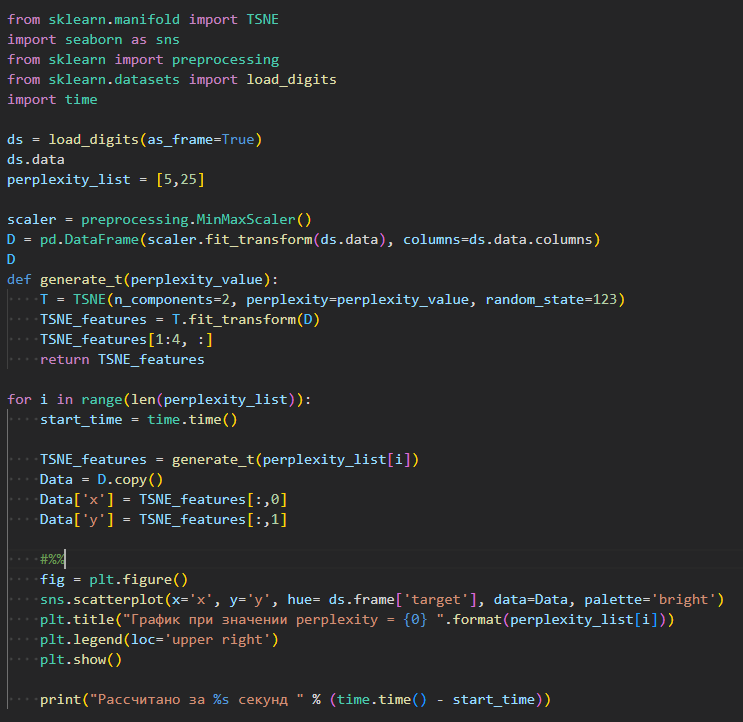 from sklearn.manifold import TSNE
import seaborn as sns
from sklearn import preprocessing
from sklearn.datasets import load_digits
import time
ds = load_digits(as_frame=True)
ds.data
perplexity_list = [5,25]
scaler = preprocessing.MinMaxScaler()
D = pd.DataFrame(scaler.fit_transform(ds.data), columns=ds.data.columns)
D
def generate_t(perplexity_value):
    T = TSNE(n_components=2, perplexity=perplexity_value, random_state=123)
    TSNE_features = T.fit_transform(D)
    TSNE_features[1:4, :]
    return TSNE_features
for i in range(len(perplexity_list)):
    start_time = time.time()
    TSNE_features = generate_t(perplexity_list[i])
    Data = D.copy()
    Data['x'] = TSNE_features[:,0]
    Data['y'] = TSNE_features[:,1]
    #%%
    fig = plt.figure()
    sns.scatterplot(x='x', y='y', hue= ds.frame['target'], data=Data, palette='bright')
    plt.title("График при значении perplexity = {0} ".format(perplexity_list[i]))
    plt.legend(loc='upper right')
    plt.show()
    print("Рассчитано за %s секунд " % (time.time() - start_time))